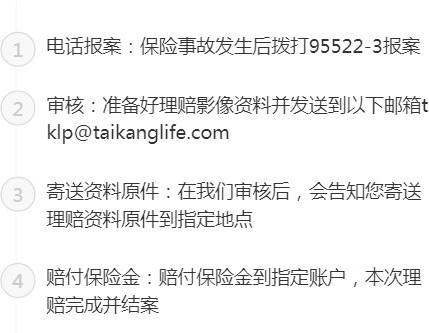 1 电话报案：保险事故发生后拨打95522-3报案
2 审核：准备好理赔影像资料并发送到以下邮箱t
klp@taikanglife.com
3 寄送资料原件：在我们审核后，会告知您寄送
理赔资料原件到指定地点
4 赔付保险金：赔付保险金到指定账户，本次理
赔完成并结案